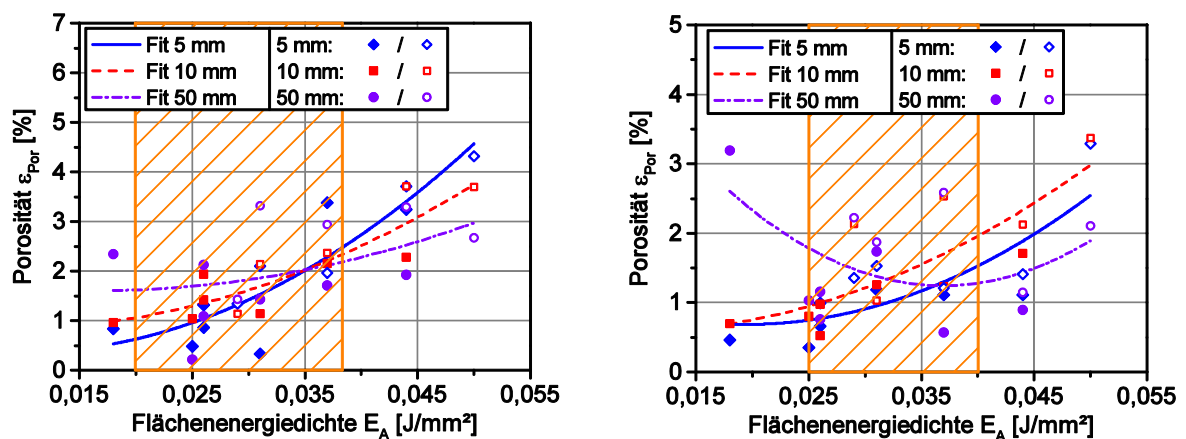 7
6
5
4
3
2
1
0
Porosität ε_Por [%]
Fit 5 mm
Fit 10 mm
Fit 50 mm
5 mm: /
10 mm: /
50 mm: /
0,015 0,025 0,035 0,045 0,055
Flächenenergiedichte E_A [J/mm²]
5
4
3
2
1
0
Porosität ε_Por [%]
Fit 5 mm
Fit 10 mm
Fit 50 mm
5 mm: /
10 mm: /
50 mm: /
0,015 0,025 0,035 0,045 0,055
Flächenenergiedichte E_A [J/mm²]